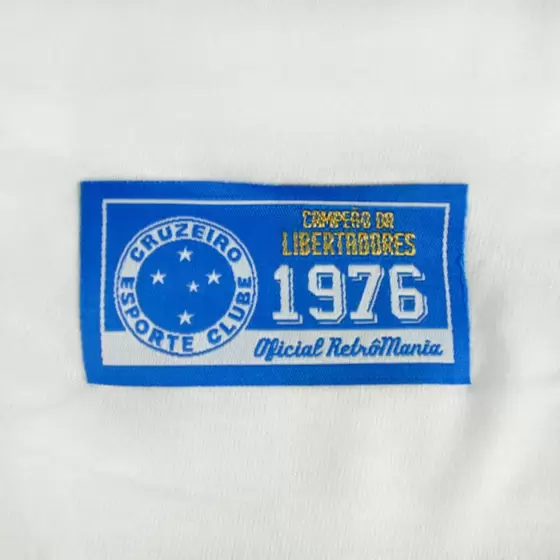 CRUZEIRO
ESPORTE CLUBE
CAMPEÃO DA
LIBERTADORES
1976
Oficial RetrôMania